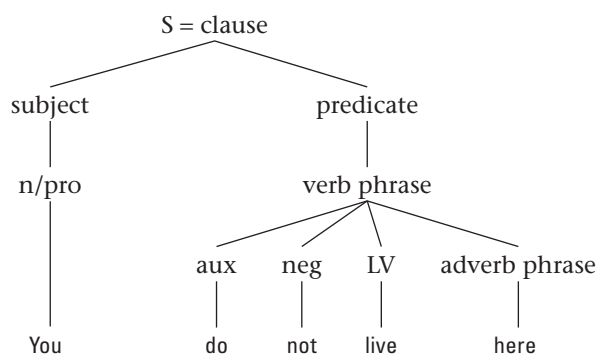 S = clause
subject predicate
n/pro verb phrase
aux neg LV adverb phrase
You do not live here